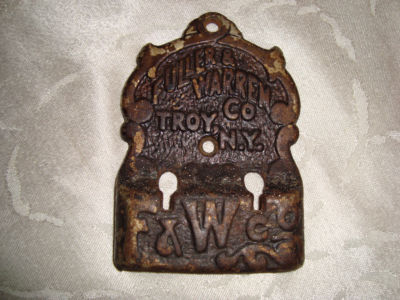 FULLER &
WARREN
CO
TROY,
N.Y.
F & W CO